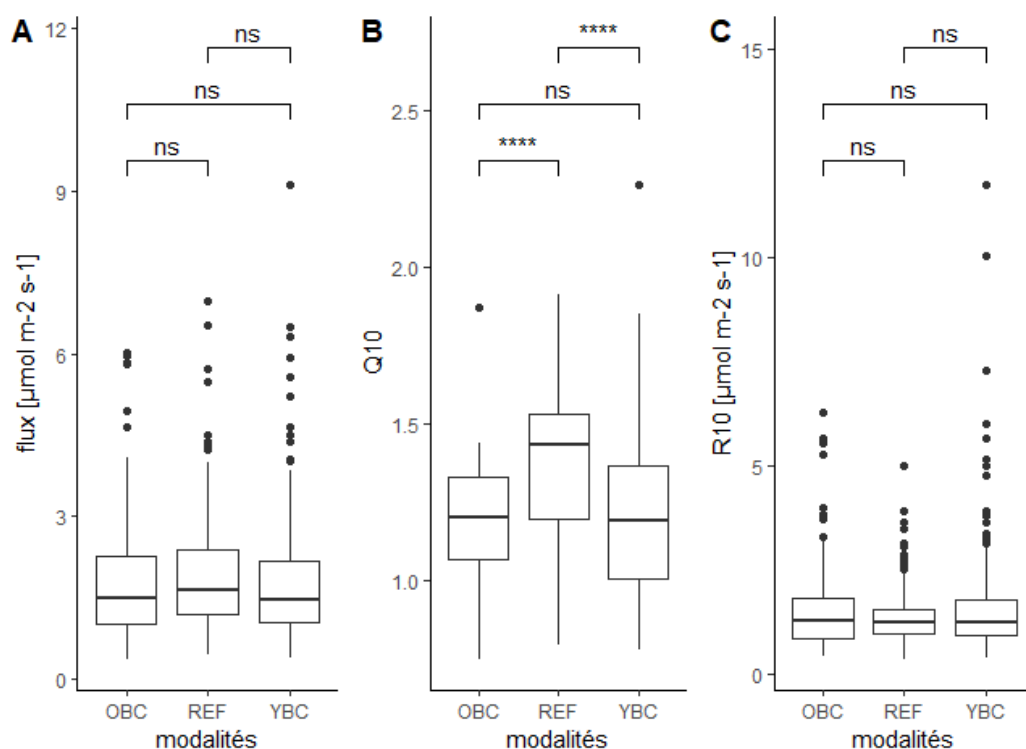 A
12
9
6
3
0
flux [µmol m-2 s-1]
ns
ns
ns
OBC REF YBC
modalités
B
2.5
2.0
1.5
1.0
Q10
****
ns
****
OBC REF YBC
modalités
C
15
10
5
0
R10 [µmol m-2 s-1]
ns
ns
ns
OBC REF YBC
modalités